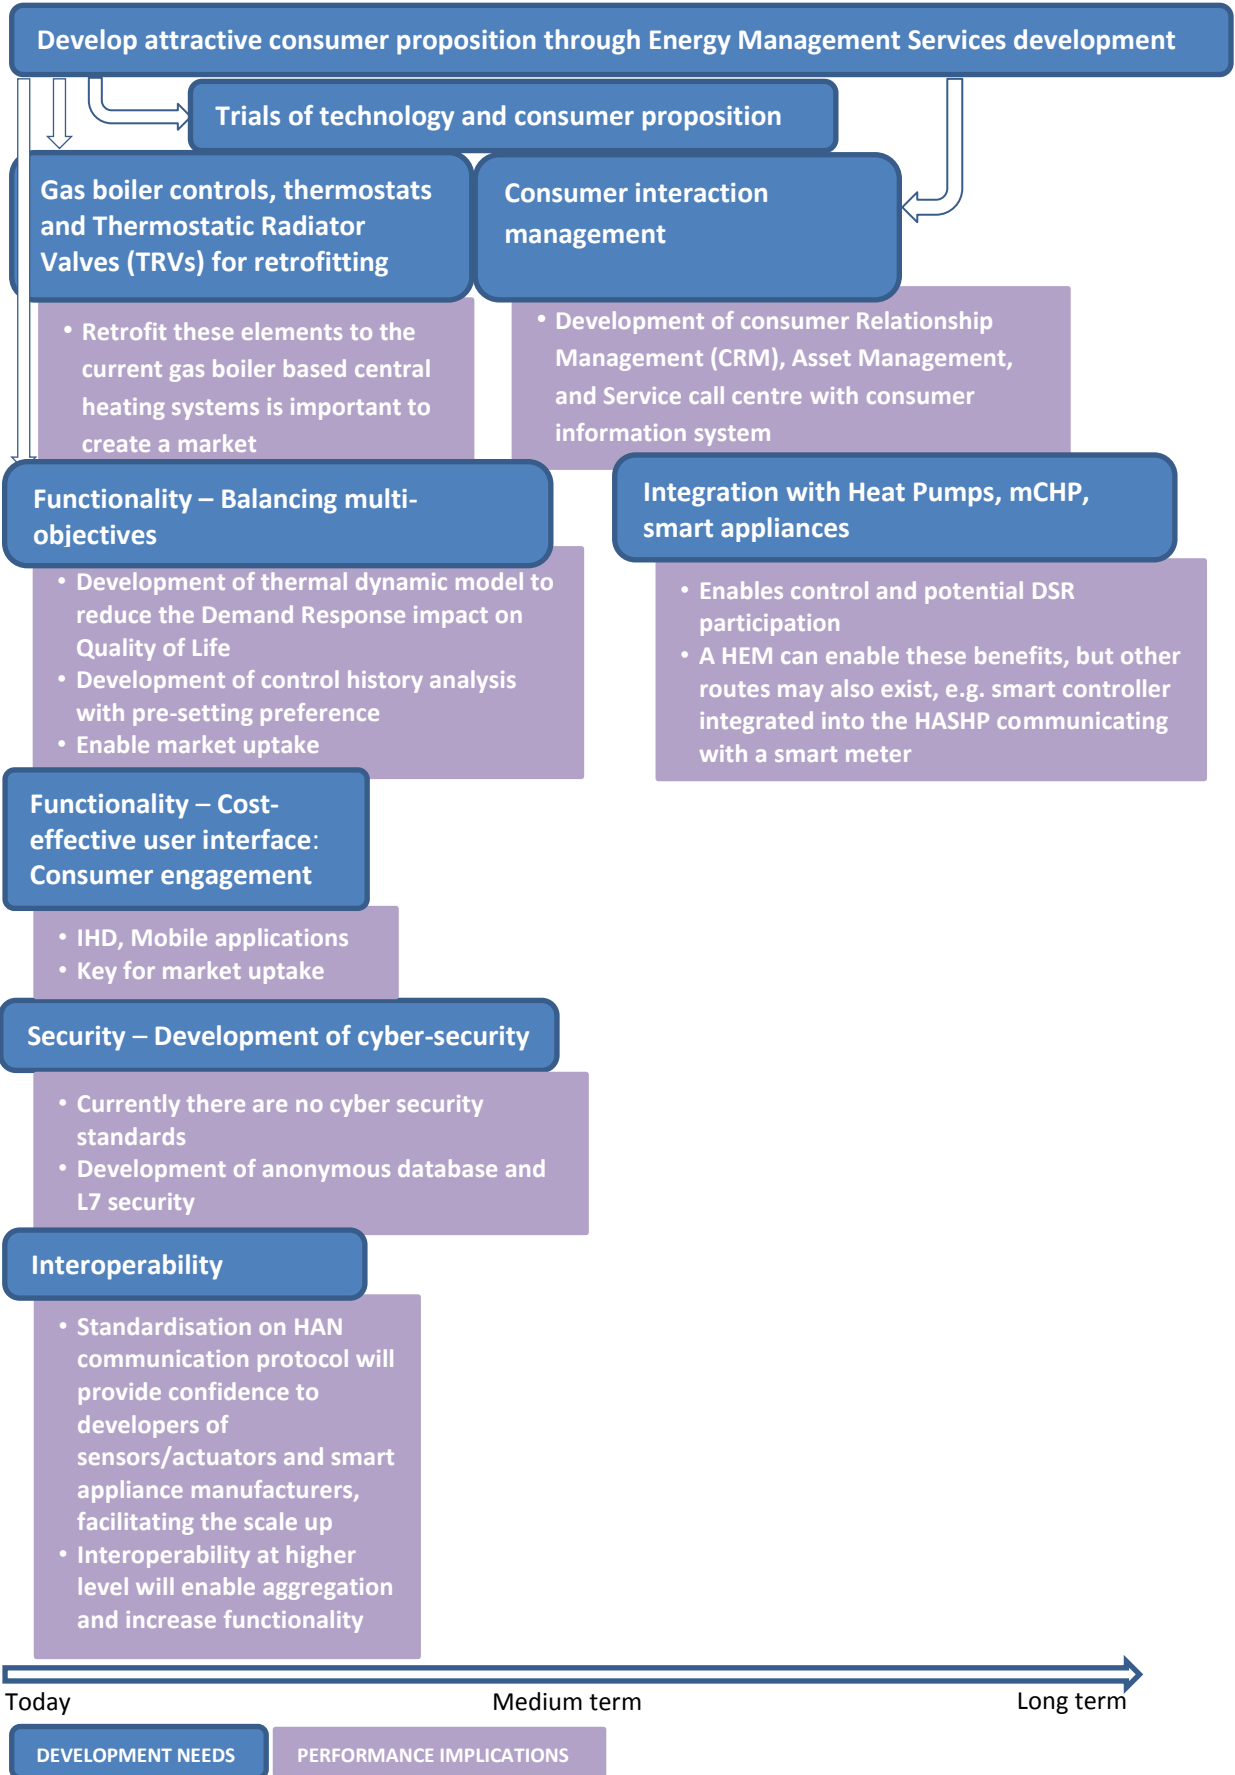 Develop attractive consumer proposition through Energy Management Services development
Trials of technology and consumer proposition
Gas boiler controls, thermostats
and Thermostatic Radiator
Valves (TRVs) for retrofitting
Consumer interaction
management
• Retrofit these elements to the
current gas boiler based central
heating systems is important to
create a market
• Development of consumer Relationship
Management (CRM), Asset Management,
and Service call centre with consumer
information system
Functionality – Balancing multi-
objectives
Integration with Heat Pumps, mCHP,
smart appliances
• Development of thermal dynamic model to
reduce the Demand Response impact on
Quality of Life
• Development of control history analysis
with pre-setting preference
• Enable market uptake
• Enables control and potential DSR
participation
• A HEM can enable these benefits, but other
routes may also exist, e.g. smart controller
integrated into the HASHP communicating
with a smart meter
Functionality – Cost-
effective user interface:
Consumer engagement
• IHD, Mobile applications
• Key for market uptake
Security – Development of cyber-security
• Currently there are no cyber security
standards
• Development of anonymous database and
L7 security
Interoperability
• Standardisation on HAN
communication protocol will
provide confidence to
developers of
sensors/actuators and smart
appliance manufacturers,
facilitating the scale up
• Interoperability at higher
level will enable aggregation
and increase functionality
Today
Medium term
Long term
DEVELOPMENT NEEDS
PERFORMANCE IMPLICATIONS